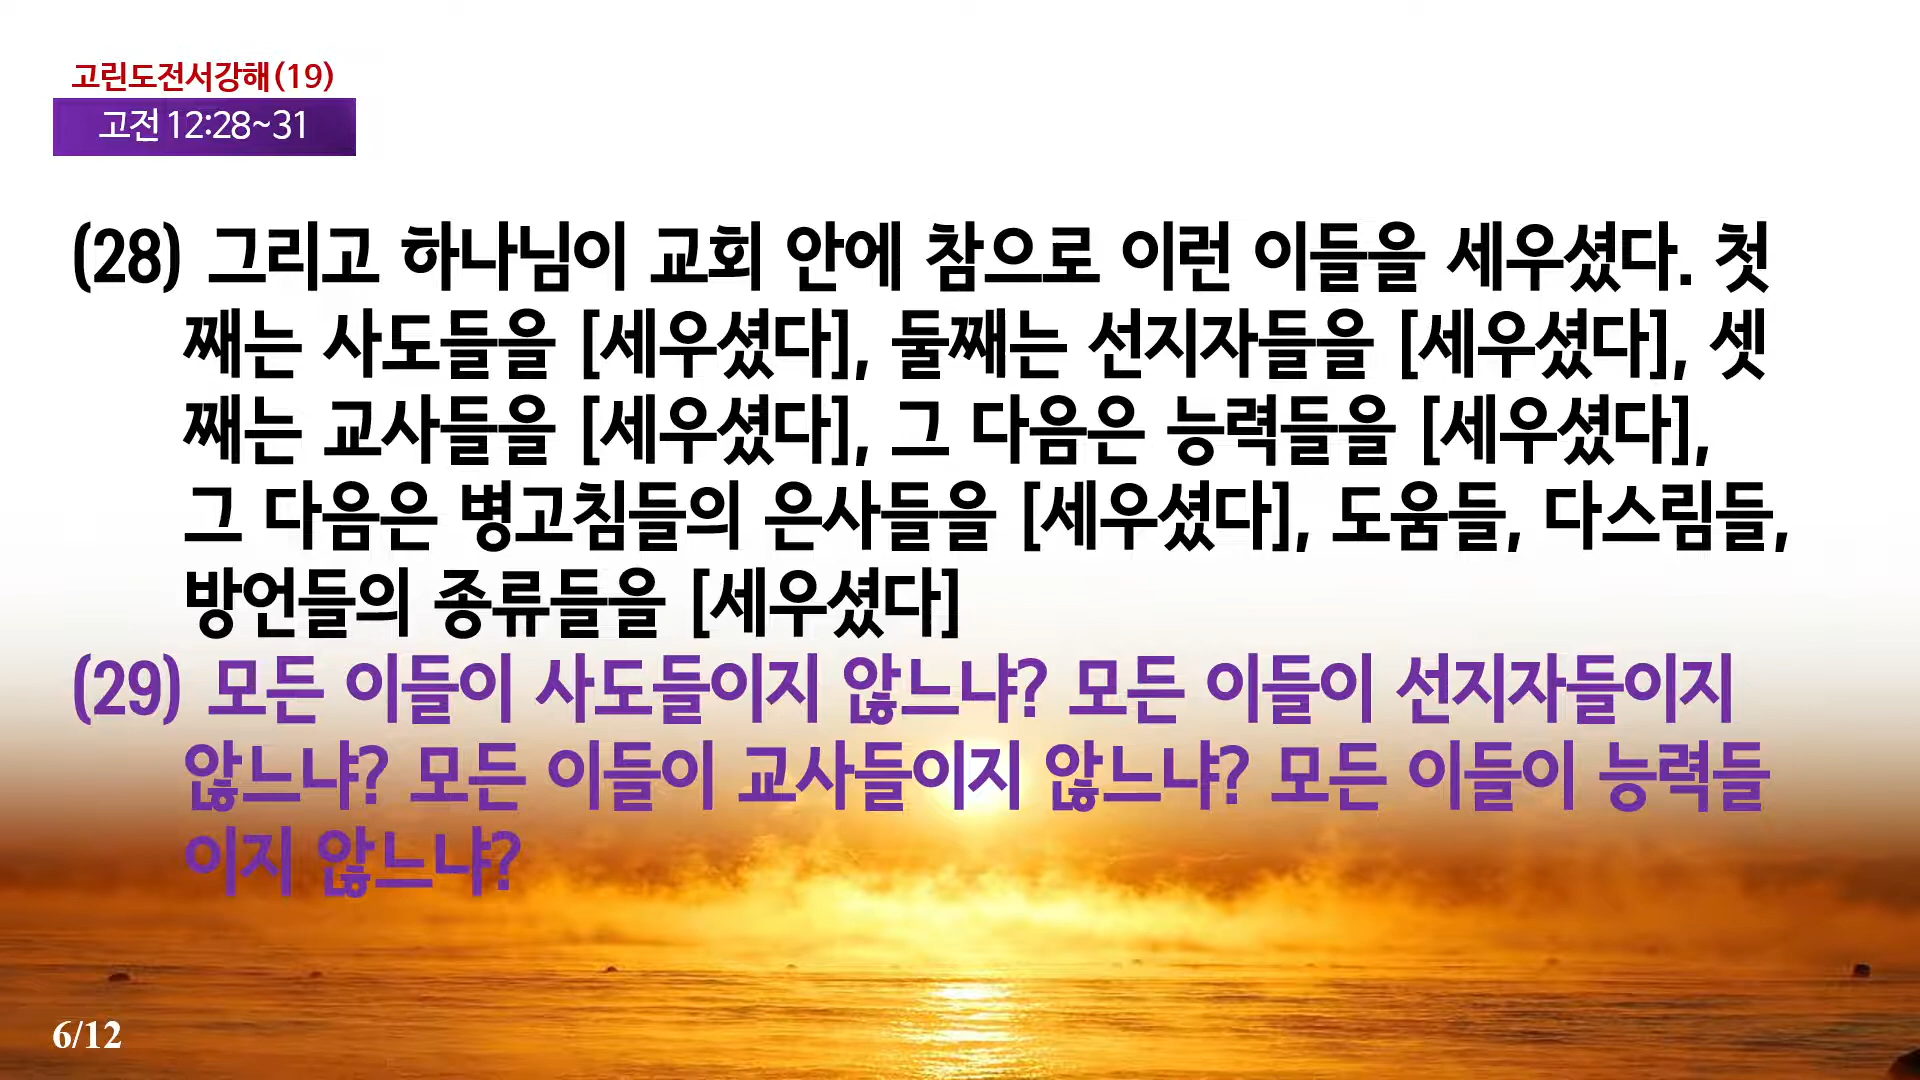 고린도전서강해(19)
고전 12:28~31
(28) 그리고 하나님이 교회 안에 참으로 이런 이들을 세우셨다. 첫
째는 사도들을 [세우셨다], 둘째는 선지자들을 [세우셨다], 셋
째는 교사들을 [세우셨다], 그 다음은 능력들을 [세우셨다],
그 다음은 병고침들의 은사들을 [세우셨다], 도움들, 다스림들,
방언들의 종류들을 [세우셨다]
(29) 모든 이들이 사도들이지 않느냐? 모든 이들이 선지자들이지
않느냐? 모든 이들이 교사들이지 않느냐? 모든 이들이 능력들
이지 않느냐?
6/12